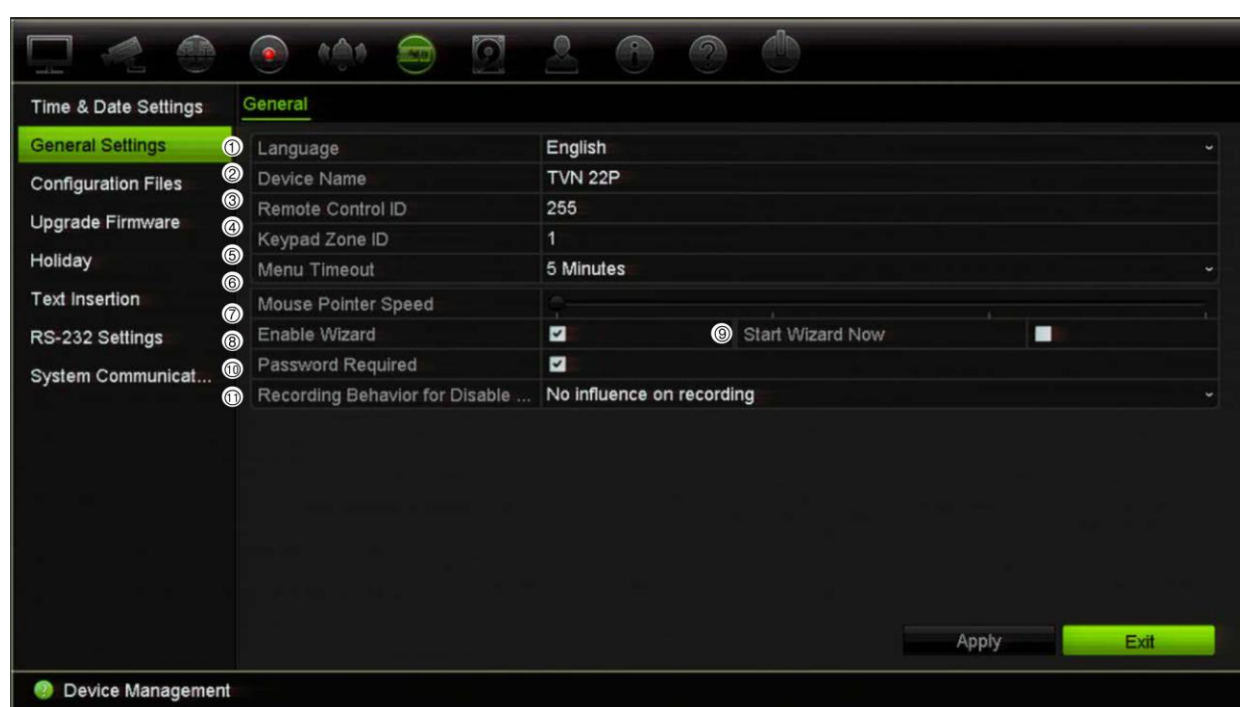 Time & Date Settings
General
General Settings
① Language English
Configuration Files
② Device Name TVN 22P
③ Remote Control ID 255
Upgrade Firmware
④ Keypad Zone ID 1
Holiday
⑤ Menu Timeout 5 Minutes
⑥
Text Insertion
Mouse Pointer Speed
⑦
RS-232 Settings
⑧ Enable Wizard ⑨ Start Wizard Now
System Communicat...
⑩ Password Required
⑪ Recording Behavior for Disable ... No influence on recording
Apply Exit
Device Management